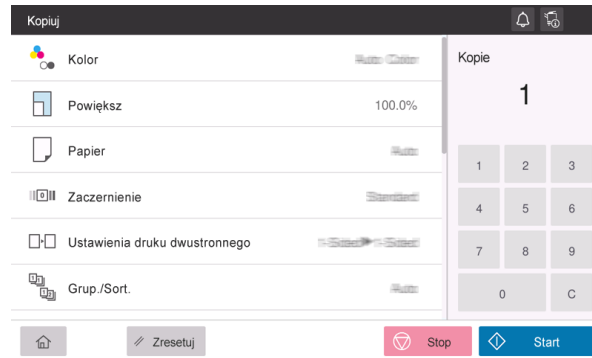 Kopiuj
Kolor
Powiększ 100.0%
Papier
Zaczernienie
Ustawienia druku dwustronnego
Grup./Sort.
Zresetuj
Kopie
1
1 2 3
4 5 6
7 8 9
0 C
Stop
Start